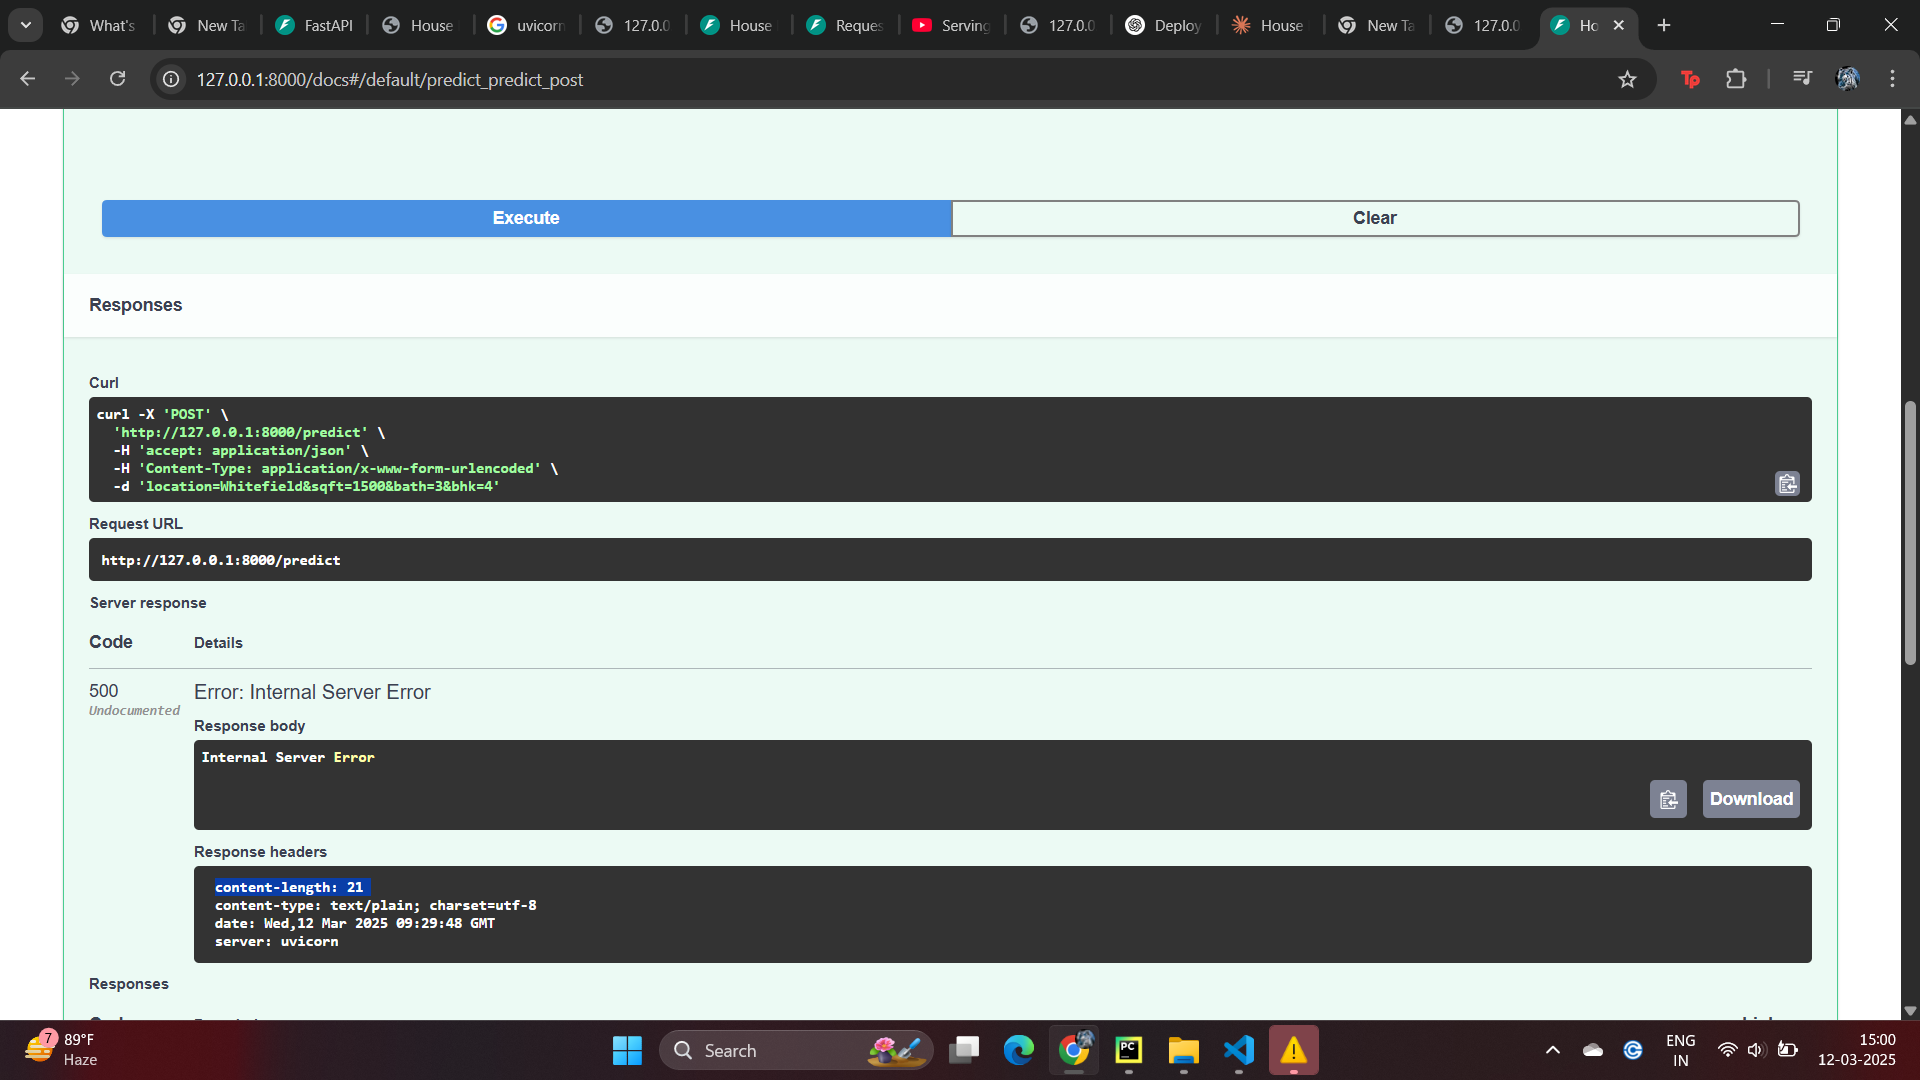 What's
New Ta
FastAPI
House
uvicorn
127.0.0
House
Reques
Serving
127.0.0
Deploy
House
New Ta
127.0.0
Ho
127.0.0.1:8000/docs#/default/predict_predict_post
Tp
Execute
Clear
Responses
Curl
curl -X 'POST' \
'http://127.0.0.1:8000/predict' \
-H 'accept: application/json' \
-H 'Content-Type: application/x-www-form-urlencoded' \
-d 'location=Whitefield&sqft=1500&bath=3&bhk=4'
Request URL
http://127.0.0.1:8000/predict
Server response
Code Details
500 Error: Internal Server Error
Undocumented
Response body
Internal Server Error
Download
Response headers
content-length: 21
content-type: text/plain; charset=utf-8
date: Wed,12 Mar 2025 09:29:48 GMT
server: uvicorn
Responses
7
89°F
Haze
Search
PC
ENG
IN
15:00
12-03-2025